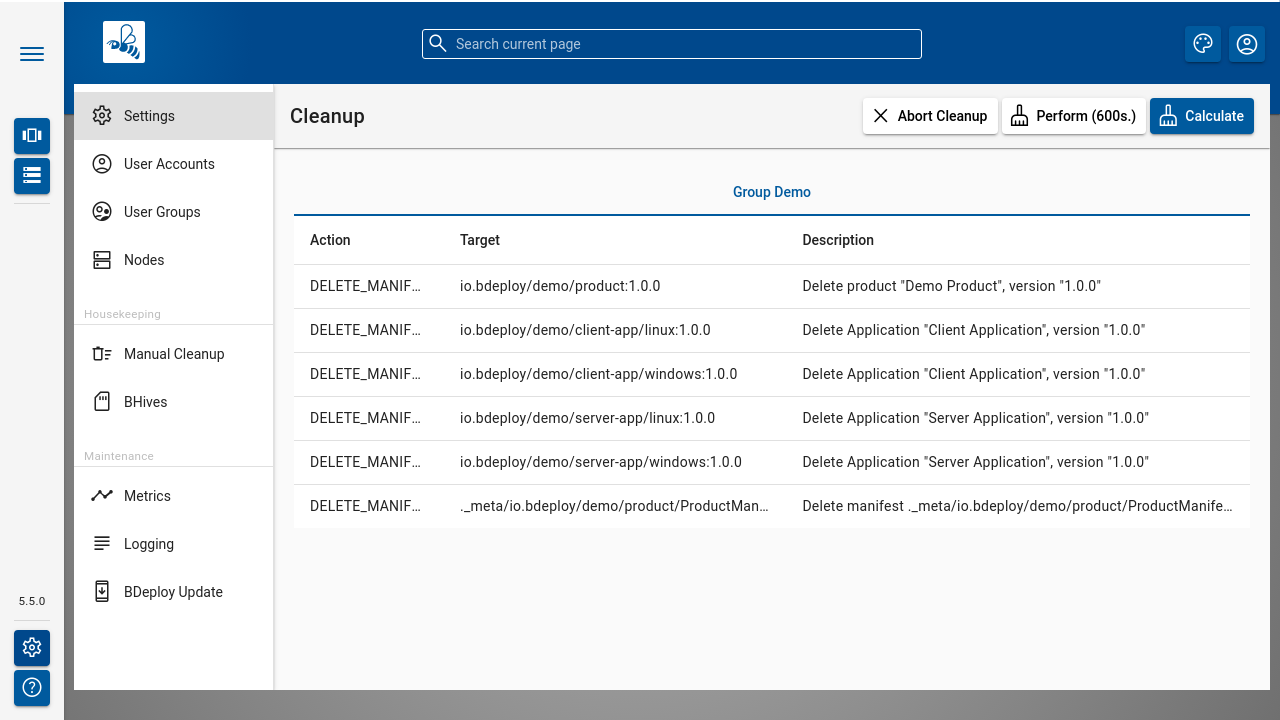 Search current page
Settings
User Accounts
User Groups
Nodes
Housekeeping
Manual Cleanup
BHives
Maintenance
Metrics
Logging
BDeploy Update
5.5.0
Cleanup
Abort Cleanup
Perform (600s.)
Calculate
Group Demo
Action Target Description
DELETE_MANIF... io.bdeploy/demo/product:1.0.0 Delete product "Demo Product", version "1.0.0"
DELETE_MANIF... io.bdeploy/demo/client-app/linux:1.0.0 Delete Application "Client Application", version "1.0.0"
DELETE_MANIF... io.bdeploy/demo/client-app/windows:1.0.0 Delete Application "Client Application", version "1.0.0"
DELETE_MANIF... io.bdeploy/demo/server-app/linux:1.0.0 Delete Application "Server Application", version "1.0.0"
DELETE_MANIF... io.bdeploy/demo/server-app/windows:1.0.0 Delete Application "Server Application", version "1.0.0"
DELETE_MANIF... ._meta/io.bdeploy/demo/product/ProductMan... Delete manifest ._meta/io.bdeploy/demo/product/ProductManife...